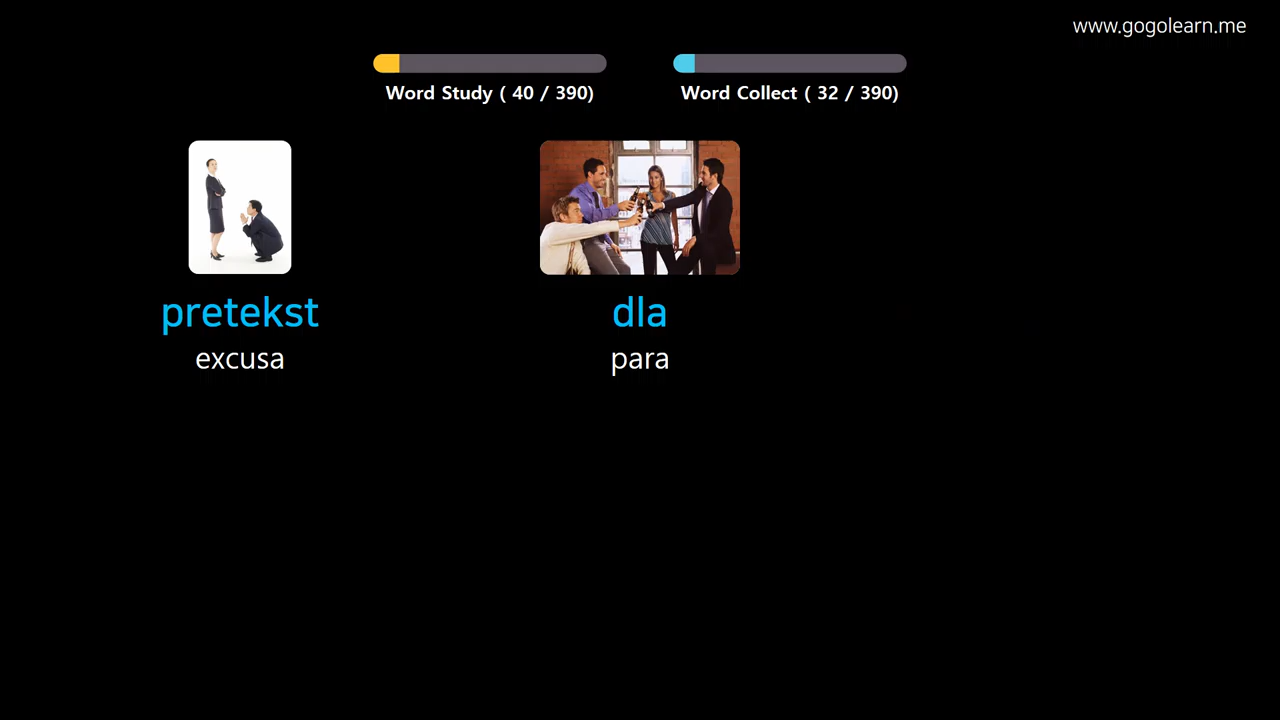 www.gogolearn.me
Word Study ( 40 / 390)
Word Collect ( 32 / 390)
pretekst
excusa
dla
para